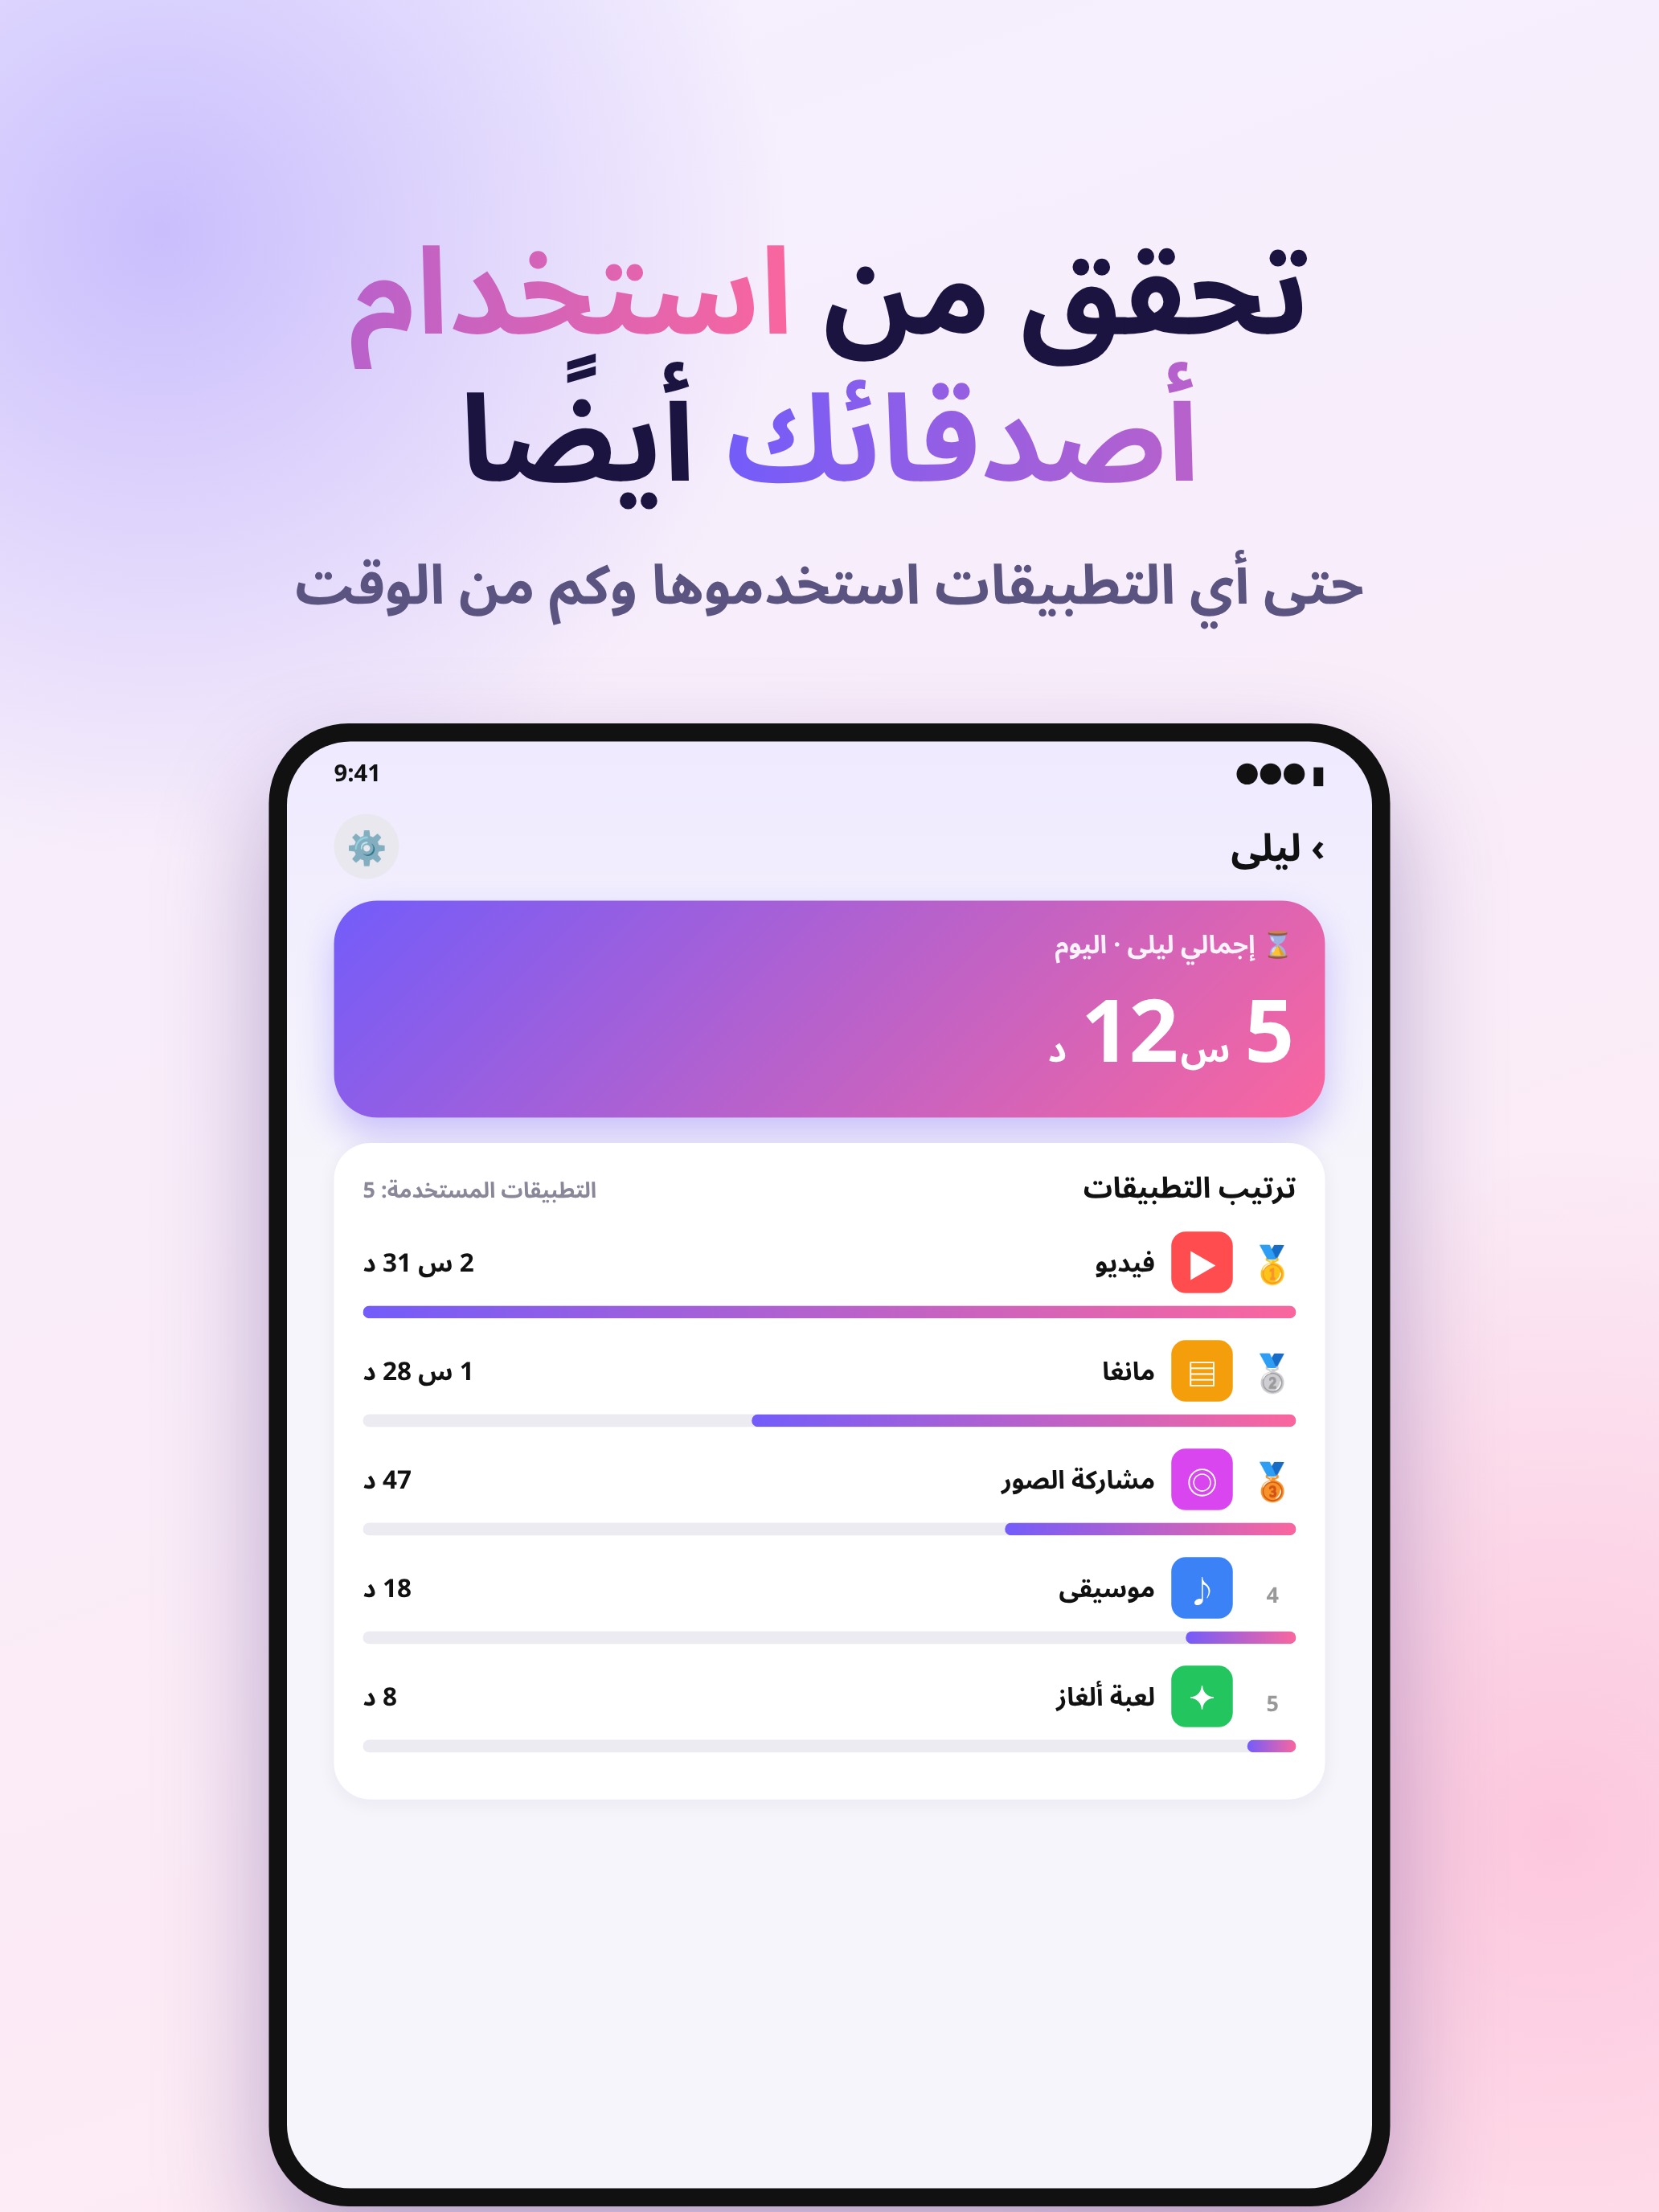 تحقق من استخدام
أصدقائك أيضًا
حتى أي التطبيقات استخدموها وكم من الوقت
9:41
› ليلى
⌛ إجمالي ليلى · اليوم
5 س 12 د
ترتيب التطبيقات
التطبيقات المستخدمة: 5
🥇 فيديو 2 س 31 د
🥈 مانغا 1 س 28 د
🥉 مشاركة الصور 47 د
4 موسيقى 18 د
5 لعبة ألغاز 8 د